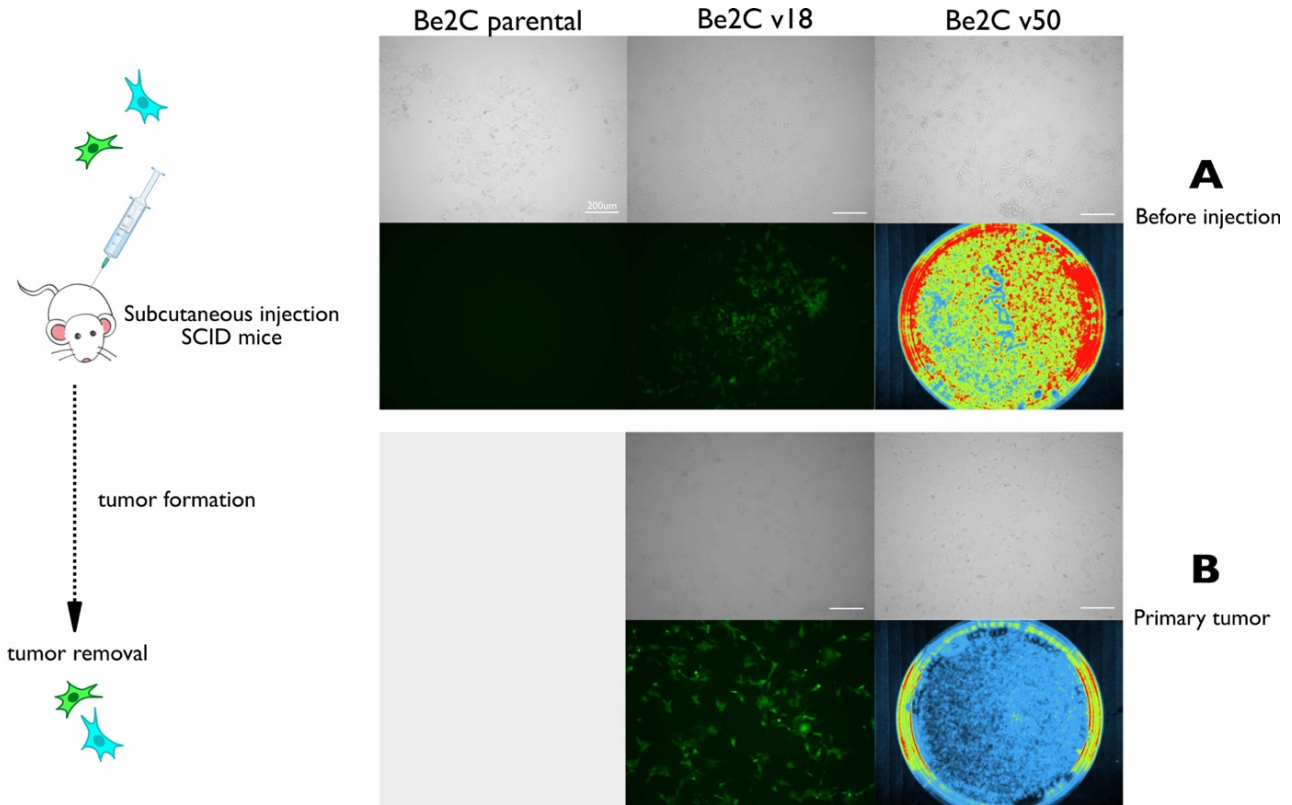 Be2C parental
Be2C v18
Be2C v50
200um
A
Before injection
Subcutaneous injection
SCID mice
tumor formation
B
Primary tumor
tumor removal